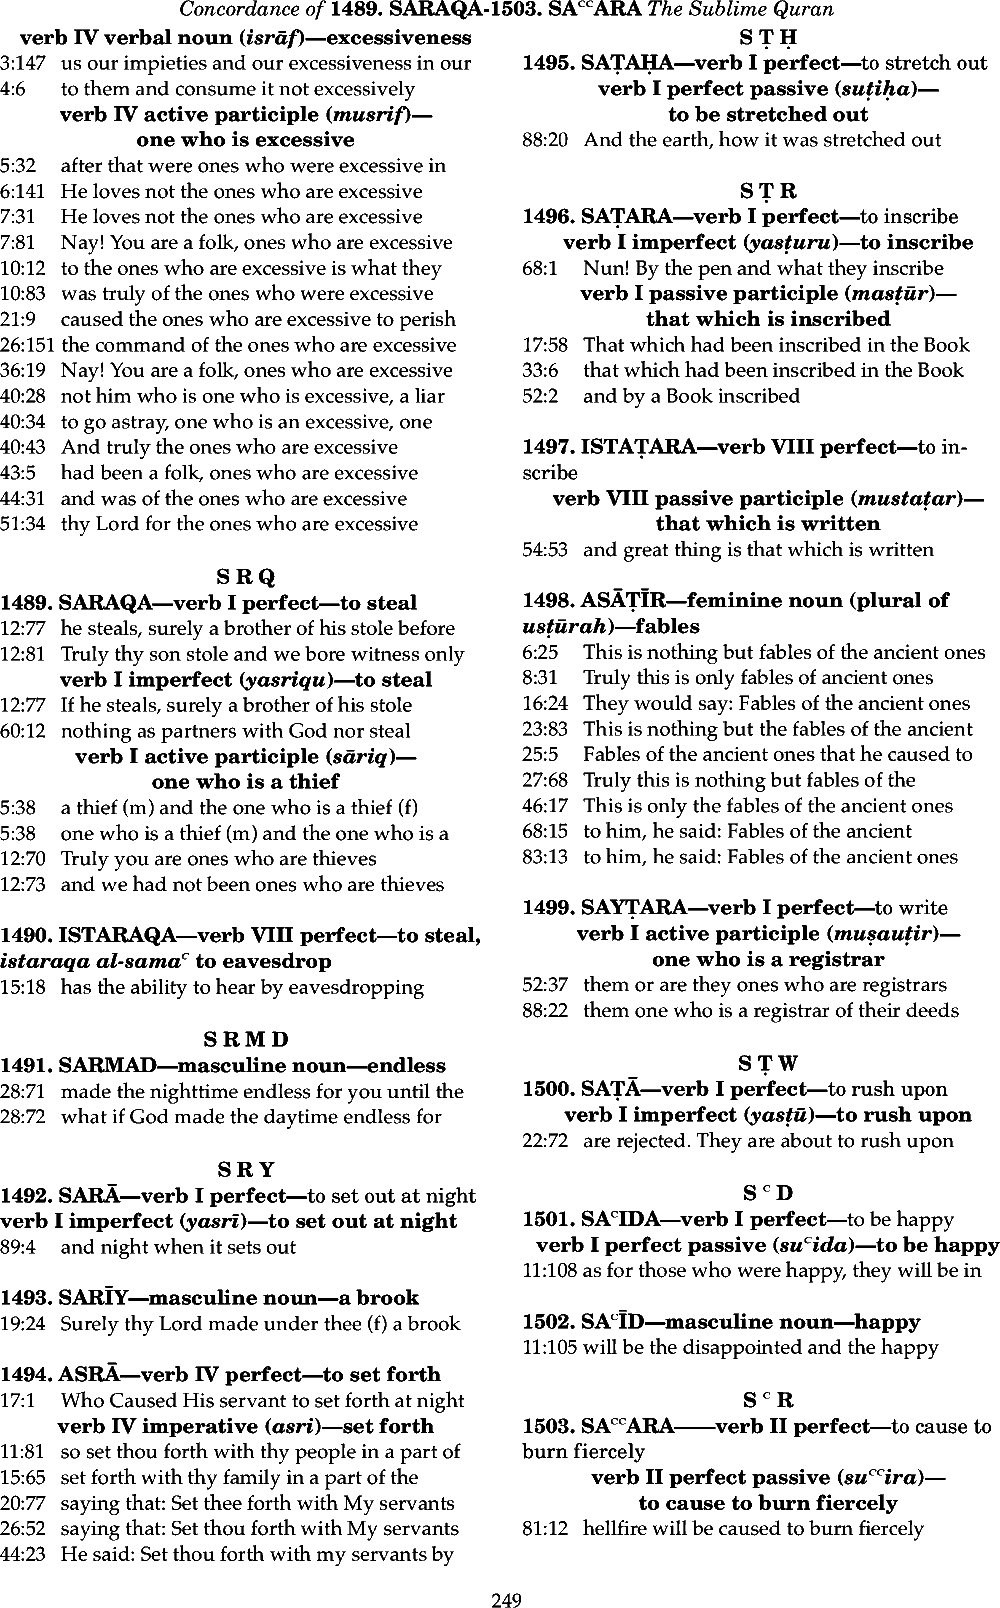 Concordance of 1489. SARAQA-1503. SAᶜᶜARA The Sublime Quran
verb IV verbal noun (isrāf)—excessiveness
3:147 us our impieties and our excessiveness in our
4:6 to them and consume it not excessively
verb IV active participle (musrif)—
one who is excessive
5:32 after that were ones who were excessive in
6:141 He loves not the ones who are excessive
7:31 He loves not the ones who are excessive
7:81 Nay! You are a folk, ones who are excessive
10:12 to the ones who are excessive is what they
10:83 was truly of the ones who were excessive
21:9 caused the ones who are excessive to perish
26:151 the command of the ones who are excessive
36:19 Nay! You are a folk, ones who are excessive
40:28 not him who is one who is excessive, a liar
40:34 to go astray, one who is an excessive, one
40:43 And truly the ones who are excessive
43:5 had been a folk, ones who are excessive
44:31 and was of the ones who are excessive
51:34 thy Lord for the ones who are excessive
S R Q
1489. SARAQA—verb I perfect—to steal
12:77 he steals, surely a brother of his stole before
12:81 Truly thy son stole and we bore witness only
verb I imperfect (yasriqu)—to steal
12:77 If he steals, surely a brother of his stole
60:12 nothing as partners with God nor steal
verb I active participle (sāriq)—
one who is a thief
5:38 a thief (m) and the one who is a thief (f)
5:38 one who is a thief (m) and the one who is a
12:70 Truly you are ones who are thieves
12:73 and we had not been ones who are thieves
1490. ISTARAQA—verb VIII perfect—to steal,
istaraqa al-samaᶜ to eavesdrop
15:18 has the ability to hear by eavesdropping
S R M D
1491. SARMAD—masculine noun—endless
28:71 made the nighttime endless for you until the
28:72 what if God made the daytime endless for
S R Y
1492. SARĀ—verb I perfect—to set out at night
verb I imperfect (yasrī)—to set out at night
89:4 and night when it sets out
1493. SARĪY—masculine noun—a brook
19:24 Surely thy Lord made under thee (f) a brook
1494. ASRĀ—verb IV perfect—to set forth
17:1 Who Caused His servant to set forth at night
verb IV imperative (asri)—set forth
11:81 so set thou forth with thy people in a part of
15:65 set forth with thy family in a part of the
20:77 saying that: Set thee forth with My servants
26:52 saying that: Set thou forth with My servants
44:23 He said: Set thou forth with my servants by
S Ṭ Ḥ
1495. SAṬAḤA—verb I perfect—to stretch out
verb I perfect passive (suṭiḥa)—
to be stretched out
88:20 And the earth, how it was stretched out
S Ṭ R
1496. SAṬARA—verb I perfect—to inscribe
verb I imperfect (yasṭuru)—to inscribe
68:1 Nun! By the pen and what they inscribe
verb I passive participle (masṭūr)—
that which is inscribed
17:58 That which had been inscribed in the Book
33:6 that which had been inscribed in the Book
52:2 and by a Book inscribed
1497. ISTAṬARA—verb VIII perfect—to in-
scribe
verb VIII passive participle (mustaṭar)—
that which is written
54:53 and great thing is that which is written
1498. ASĀṬĪR—feminine noun (plural of
usṭūrah)—fables
6:25 This is nothing but fables of the ancient ones
8:31 Truly this is only fables of ancient ones
16:24 They would say: Fables of the ancient ones
23:83 This is nothing but the fables of the ancient
25:5 Fables of the ancient ones that he caused to
27:68 Truly this is nothing but fables of the
46:17 This is only the fables of the ancient ones
68:15 to him, he said: Fables of the ancient
83:13 to him, he said: Fables of the ancient ones
1499. SAYṬARA—verb I perfect—to write
verb I active participle (muṣauṭir)—
one who is a registrar
52:37 them or are they ones who are registrars
88:22 them one who is a registrar of their deeds
S Ṭ W
1500. SAṬĀ—verb I perfect—to rush upon
verb I imperfect (yasṭū)—to rush upon
22:72 are rejected. They are about to rush upon
S ᶜ D
1501. SAᶜIDA—verb I perfect—to be happy
verb I perfect passive (suᶜida)—to be happy
11:108 as for those who were happy, they will be in
1502. SAᶜĪD—masculine noun—happy
11:105 will be the disappointed and the happy
S ᶜ R
1503. SAᶜᶜARA——verb II perfect—to cause to
burn fiercely
verb II perfect passive (suᶜᶜira)—
to cause to burn fiercely
81:12 hellfire will be caused to burn fiercely
249